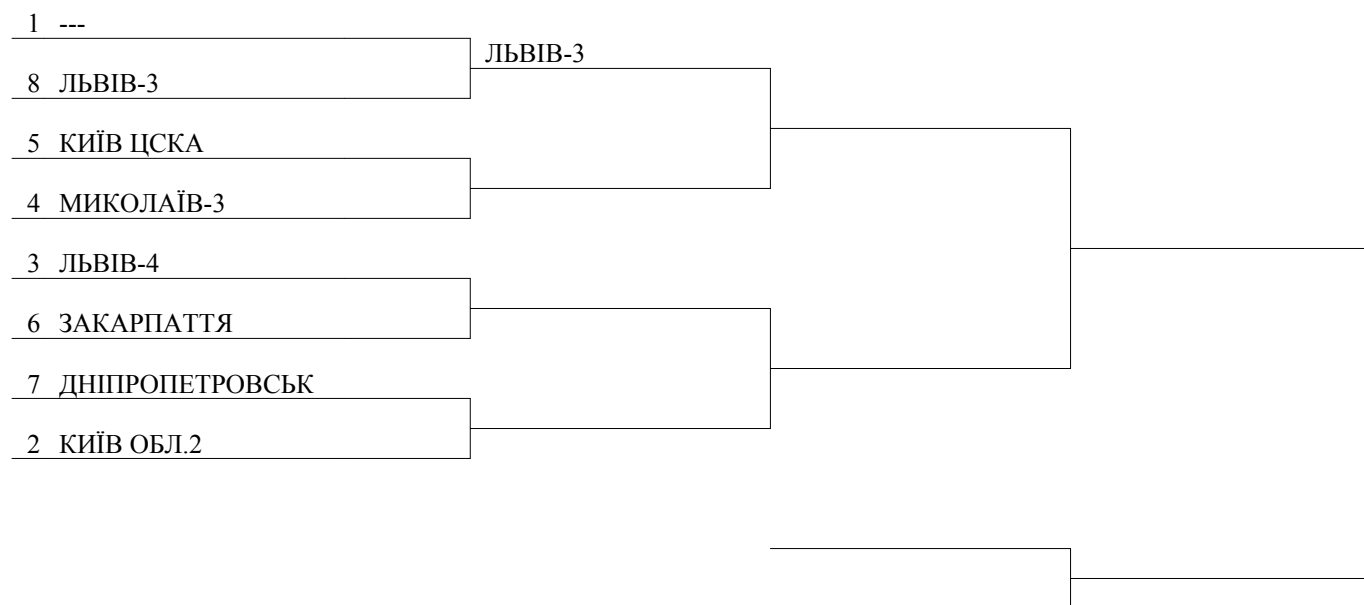 1 ---
ЛЬВІВ-3
8 ЛЬВІВ-3
5 КИЇВ ЦСКА
4 МИКОЛАЇВ-3
3 ЛЬВІВ-4
6 ЗАКАРПАТТЯ
7 ДНІПРОПЕТРОВСЬК
2 КИЇВ ОБЛ.2